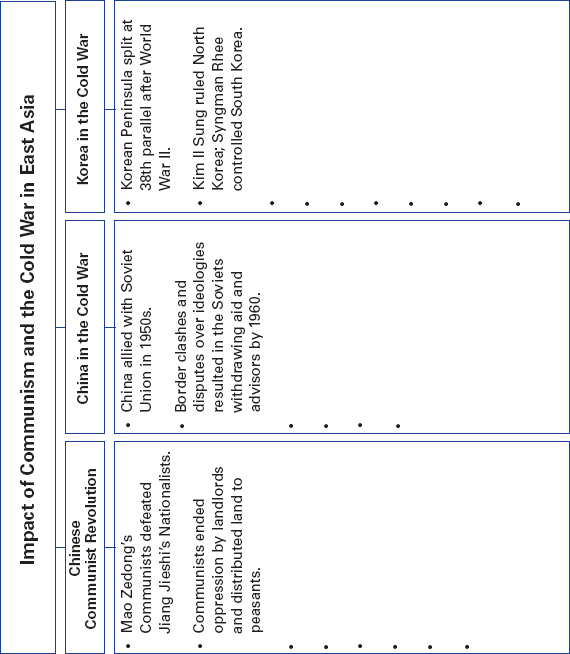 Impact of Communism and the Cold War in East Asia
Chinese
Communist Revolution
• Mao Zedong's
Communists defeated
Jiang Jieshi's Nationalists.
• Communists ended
oppression by landlords
and distributed land to
peasants.
•
•
•
•
•
•
China in the Cold War
• China allied with Soviet
Union in 1950s.
• Border clashes and
disputes over ideologies
resulted in the Soviets
withdrawing aid and
advisors by 1960.
•
•
•
•
Korea in the Cold War
• Korean Peninsula split at
38th parallel after World
War II.
• Kim Il Sung ruled North
Korea; Syngman Rhee
controlled South Korea.
•
•
•
•
•
•
•
•